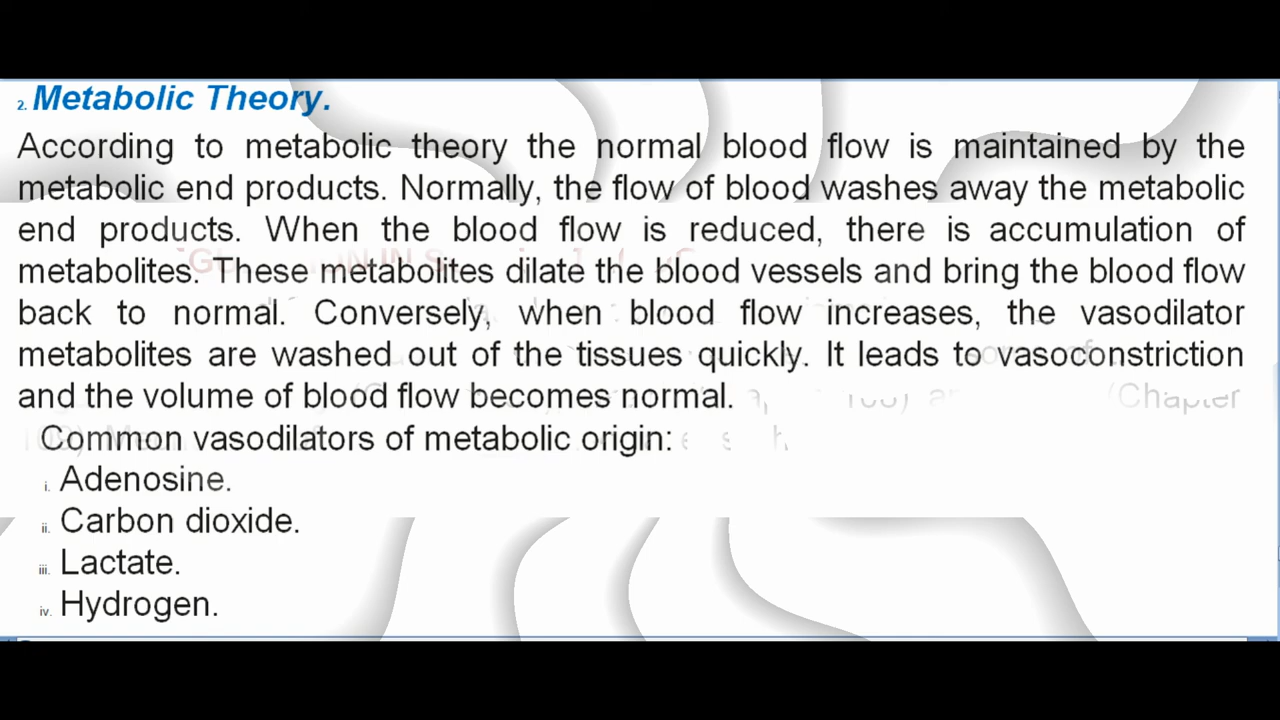 2. Metabolic Theory.
According to metabolic theory the normal blood flow is maintained by the
metabolic end products. Normally, the flow of blood washes away the metabolic
end products. When the blood flow is reduced, there is accumulation of
metabolites. These metabolites dilate the blood vessels and bring the blood flow
back to normal. Conversely, when blood flow increases, the vasodilator
metabolites are washed out of the tissues quickly. It leads to vasoconstriction
and the volume of blood flow becomes normal.
(Chapter
Common vasodilators of metabolic origin:
i. Adenosine.
ii. Carbon dioxide.
iii. Lactate.
iv. Hydrogen.